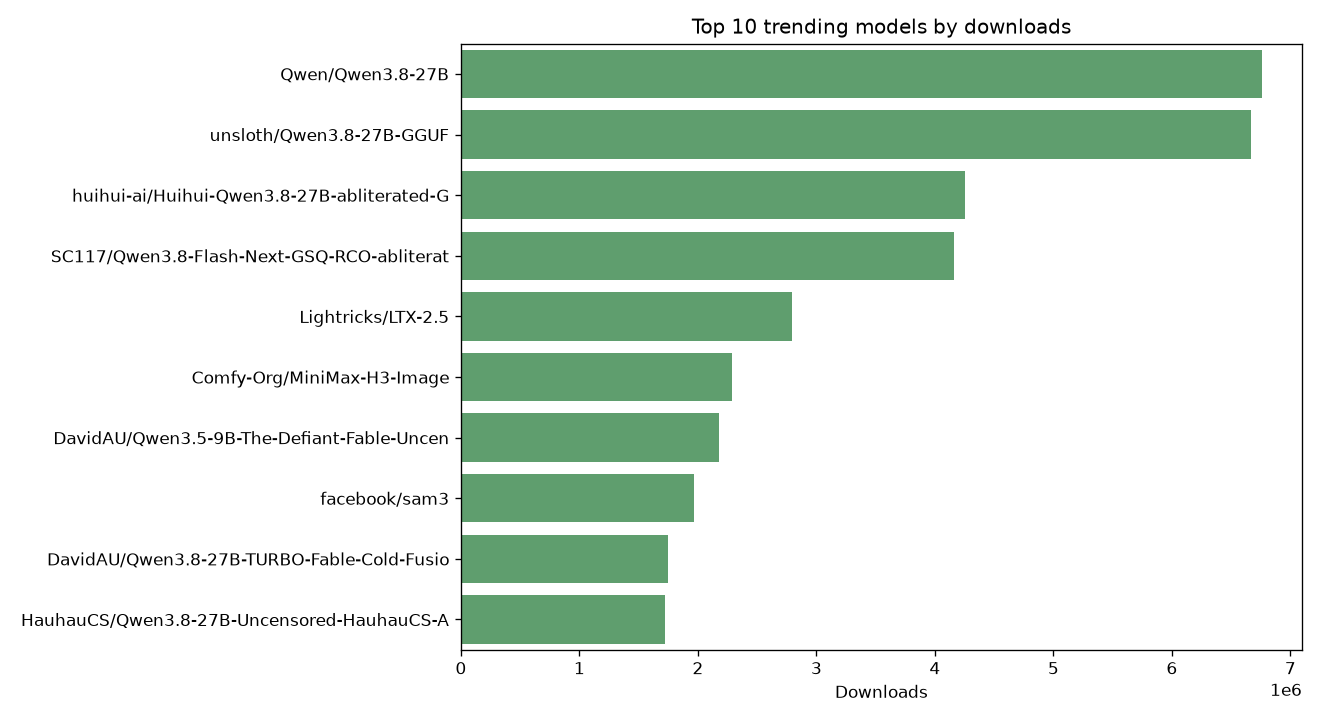 Top 10 trending models by downloads
Qwen/Qwen3.8-27B
unsloth/Qwen3.8-27B-GGUF
huihui-ai/Huihui-Qwen3.8-27B-abliterated-G
SC117/Qwen3.8-Flash-Next-GSQ-RCO-abliterat
Lightricks/LTX-2.5
Comfy-Org/MiniMax-H3-Image
DavidAU/Qwen3.5-9B-The-Defiant-Fable-Uncen
facebook/sam3
DavidAU/Qwen3.8-27B-TURBO-Fable-Cold-Fusio
HauhauCS/Qwen3.8-27B-Uncensored-HauhauCS-A
0 1 2 3 4 5 6 7
Downloads
1e6